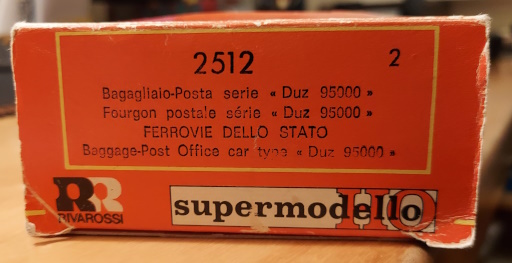 2512 2
Bagagliaio-Posta serie « Duz 95000 »
Fourgon postale série « Duz 95000 »
FERROVIE DELLO STATO
Baggage-Post Office car type « Duz 95000 »
RR
RIVAROSSI
supermodello HO